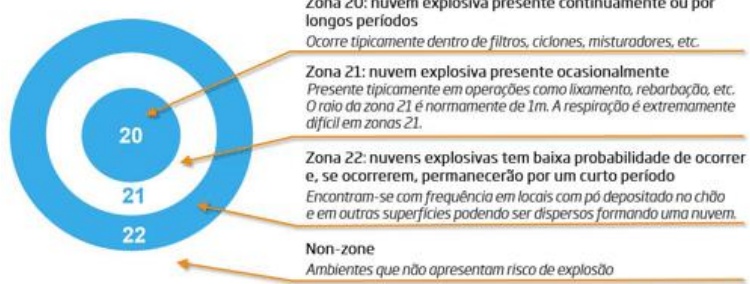 Zona 20: nuvem explosiva presente continuamente ou por
longos períodos
Ocorre tipicamente dentro de filtros, ciclones, misturadores, etc.
Zona 21: nuvem explosiva presente ocasionalmente
Presente tipicamente em operações como lixamento, rebarbação, etc.
O raio da zona 21 é normamente de 1m. A respiração é extremamente
difícil em zonas 21.
Zona 22: nuvens explosivas tem baixa probabilidade de ocorrer
e, se ocorrerem, permanecerão por um curto período
Encontram-se com frequência em locais com pó depositado no chão
e em outras superfícies podendo ser dispersos formando uma nuvem.
Non-zone
Ambientes que não apresentam risco de explosão
20
21
22